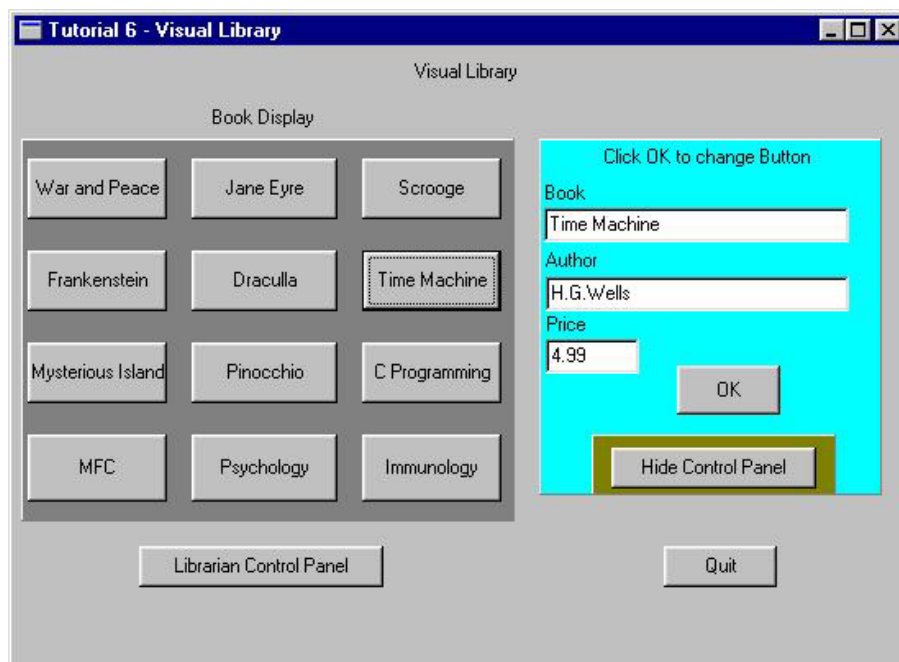 Tutorial 6 - Visual Library
Visual Library
Book Display
War and Peace
Jane Eyre
Scrooge
Frankenstein
Draculla
Time Machine
Mysterious Island
Pinocchio
C Programming
MFC
Psychology
Immunology
Click OK to change Button
Book
Time Machine
Author
H.G.Wells
Price
4.99
OK
Hide Control Panel
Librarian Control Panel
Quit